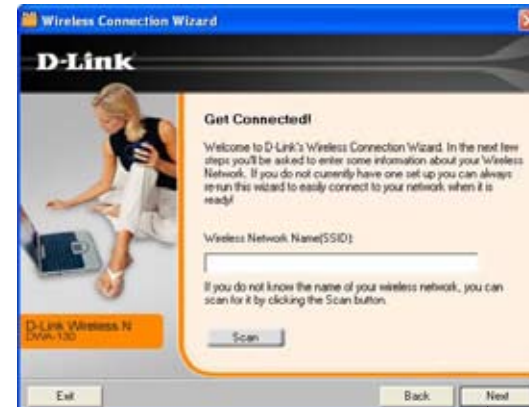 Wireless Connection Wizard
D-Link
Get Connected!
Welcome to D-Link's Wireless Connection Wizard. In the next few
steps you'll be asked to enter some information about your Wireless
Network. If you do not currently have one set up you can always
re-run this wizard to easily connect to your network when it is
ready!
Wireless Network Name(SSID):
If you do not know the name of your wireless network, you can
scan for it by clicking the Scan button.
Scan
D-Link Wireless N
DWA-130
Exit
Back
Next